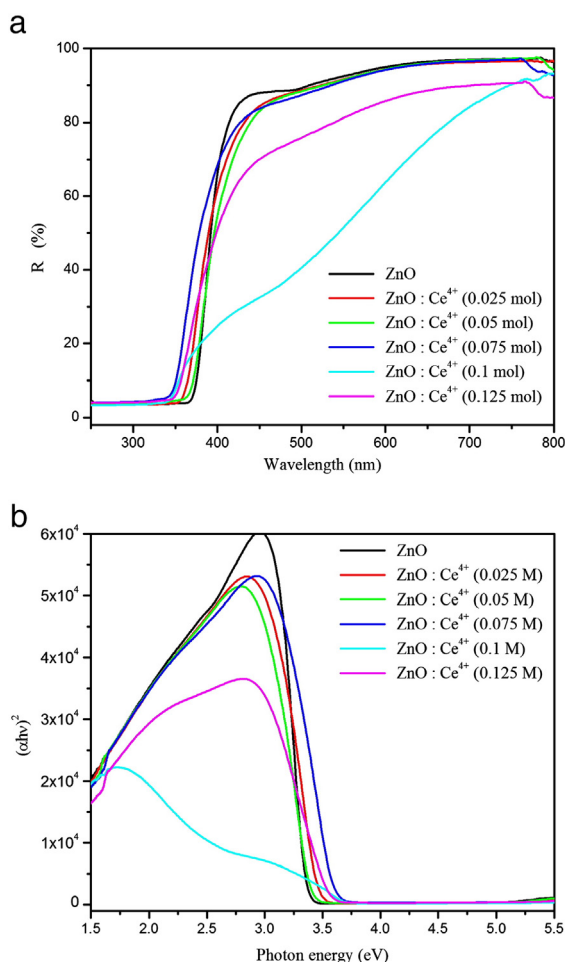 a
100
80
60
40
20
0
R (%)
ZnO
ZnO : Ce⁴⁺ (0.025 mol)
ZnO : Ce⁴⁺ (0.05 mol)
ZnO : Ce⁴⁺ (0.075 mol)
ZnO : Ce⁴⁺ (0.1 mol)
ZnO : Ce⁴⁺ (0.125 mol)
300 400 500 600 700 800
Wavelength (nm)
b
6x10⁴
5x10⁴
4x10⁴
3x10⁴
2x10⁴
1x10⁴
0
(αhν)²
ZnO
ZnO : Ce⁴⁺ (0.025 M)
ZnO : Ce⁴⁺ (0.05 M)
ZnO : Ce⁴⁺ (0.075 M)
ZnO : Ce⁴⁺ (0.1 M)
ZnO : Ce⁴⁺ (0.125 M)
1.5 2.0 2.5 3.0 3.5 4.0 4.5 5.0 5.5
Photon energy (eV)